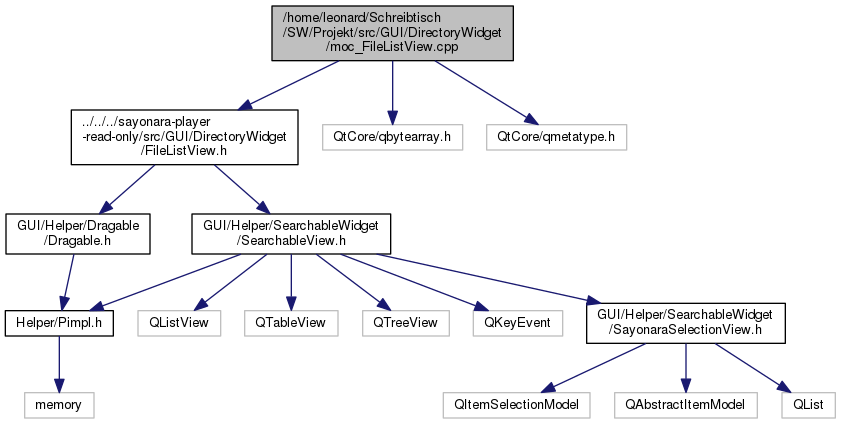 /home/leonard/Schreibtisch
/SW/Projekt/src/GUI/DirectoryWidget
/moc_FileListView.cpp
../../../sayonara-player
-read-only/src/GUI/DirectoryWidget
/FileListView.h
QtCore/qbytearray.h
QtCore/qmetatype.h
GUI/Helper/Dragable
/Dragable.h
GUI/Helper/SearchableWidget
/SearchableView.h
Helper/Pimpl.h
QListView
QTableView
QTreeView
QKeyEvent
GUI/Helper/SearchableWidget
/SayonaraSelectionView.h
memory
QItemSelectionModel
QAbstractItemModel
QList